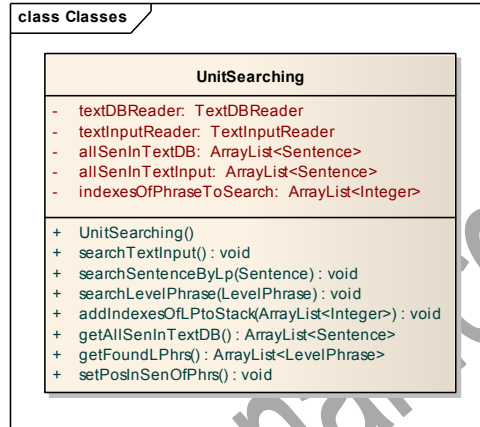 class Classes
UnitSearching
- textDBReader: TextDBReader
- textInputReader: TextInputReader
- allSenInTextDB: ArrayList<Sentence>
- allSenInTextInput: ArrayList<Sentence>
- indexesOfPhraseToSearch: ArrayList<Integer>
+ UnitSearching()
+ searchTextInput() : void
+ searchSentenceByLp(Sentence) : void
+ searchLevelPhrase(LevelPhrase) : void
+ addIndexesOfLPtoStack(ArrayList<Integer>) : void
+ getAllSenInTextDB() : ArrayList<Sentence>
+ getFoundLPhrs() : ArrayList<LevelPhrase>
+ setPosInSenOfPhrs() : void